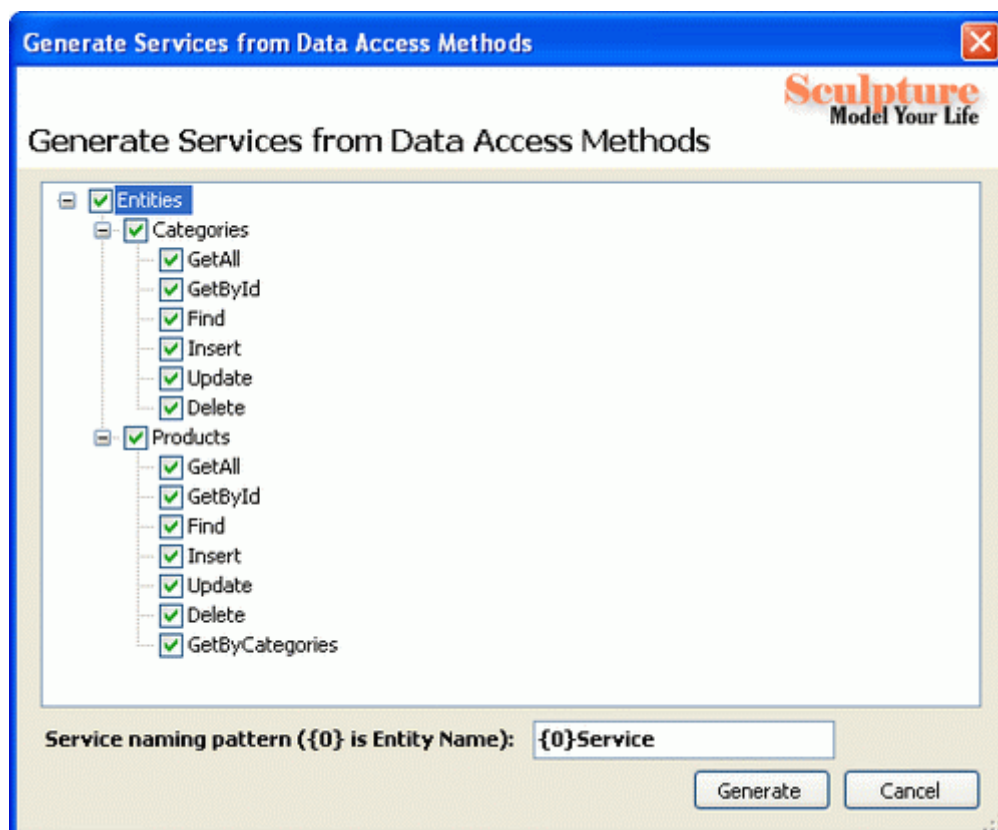 Generate Services from Data Access Methods
Sculpture
Model Your Life
Generate Services from Data Access Methods
Entities
Categories
GetAll
GetById
Find
Insert
Update
Delete
Products
GetAll
GetById
Find
Insert
Update
Delete
GetByCategories
Service naming pattern ({0} is Entity Name): {0}Service
Generate Cancel